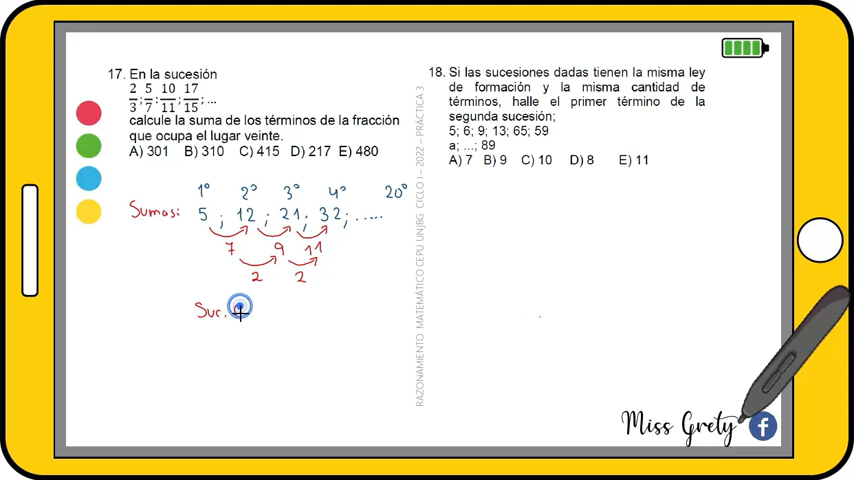 17. En la sucesión
2/3; 5/7; 10/11; 17/15; ...
calcule la suma de los términos de la fracción
que ocupa el lugar veinte.
A) 301 B) 310 C) 415 D) 217 E) 480
1° 2° 3° 4° 20°
Sumas: 5 ; 12 ; 21 ; 32 ; .....
7 9 11
2 2
Suc.
RAZONAMIENTO MATEMÁTICO CEPU UNJBG CICLO I – 2022 – PRÁCTICA 3
18. Si las sucesiones dadas tienen la misma ley
de formación y la misma cantidad de
términos, halle el primer término de la
segunda sucesión;
5; 6; 9; 13; 65; 59
a; ...; 89
A) 7 B) 9 C) 10 D) 8 E) 11
Miss Grety
f